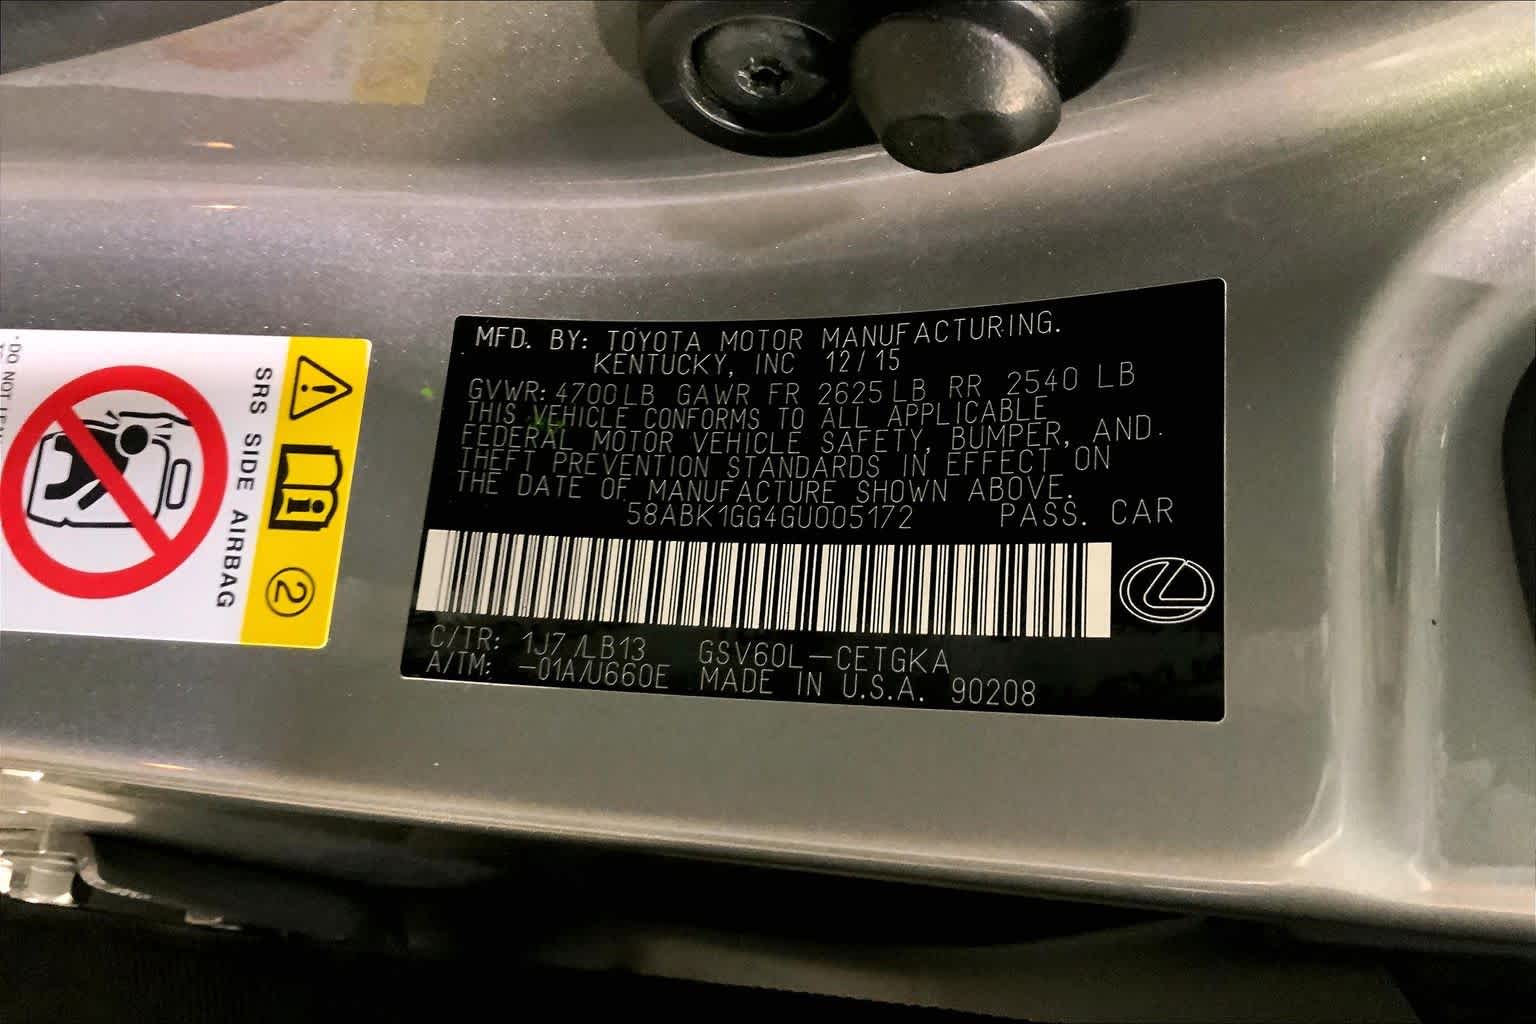 MFD. BY: TOYOTA MOTOR MANUFACTURING.
KENTUCKY, INC 12/15
GVWR: 4700LB GAWR FR 2625LB RR 2540 LB
THIS VEHICLE CONFORMS TO ALL APPLICABLE
FEDERAL MOTOR VEHICLE SAFETY, BUMPER, AND.
THEFT PREVENTION STANDARDS IN EFFECT ON
THE DATE OF MANUFACTURE SHOWN ABOVE.
58ABK1GG4GU005172 PASS. CAR
C/TR: 1J7/LB13 GSV60L-CETGKA
A/TM: -01A/U660E MADE IN U.S.A. 90208
SRS SIDE AIRBAG
2
·DO NOT